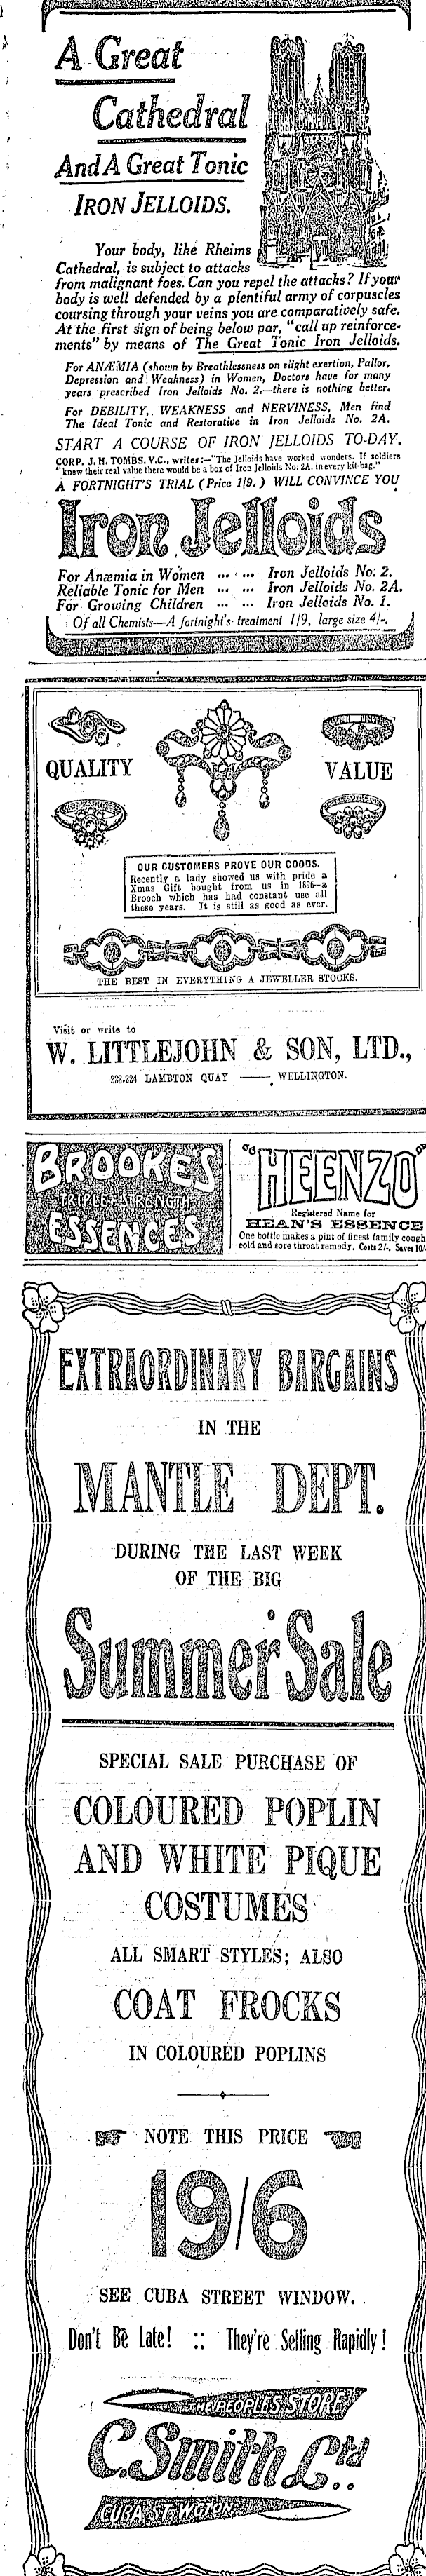 A Great
Cathedral
And A Great Tonic
IRON JELLOIDS.
Your body, like Rheims
Cathedral, is subject to attacks
from malignant foes. Can you repel the attacks? If your
body is well defended by a plentiful army of corpuscles
coursing through your veins you are comparatively safe.
At the first sign of being below par, "call up reinforce-
ments" by means of The Great Tonic Iron Jelloids.
For ANÆMIA (shown by Breathlessness on slight exertion, Pallor,
Depression and Weakness) in Women, Doctors have for many
years prescribed Iron Jelloids No. 2.—there is nothing better.
For DEBILITY, WEAKNESS and NERVINESS, Men find
The Ideal Tonic and Restorative in Iron Jelloids No. 2A.
START A COURSE OF IRON JELLOIDS TO-DAY.
CORP. J. H. TOMBS, V.C., writes:—"The Jelloids have worked wonders. If soldiers
"knew their real value there would be a box of Iron Jelloids No: 2A. in every kit-bag."
A FORTNIGHT'S TRIAL (Price 1/9.) WILL CONVINCE YOU
Iron Jelloids
For Anæmia in Women ... ... Iron Jelloids No. 2.
Reliable Tonic for Men ... ... Iron Jelloids No. 2A.
For Growing Children ... ... Iron Jelloids No. 1.
Of all Chemists—A fortnight's treatment 1/9, large size 4/-.
QUALITY VALUE
OUR CUSTOMERS PROVE OUR GOODS.
Recently a lady showed us with pride a
Xmas Gift bought from us in 1896—a
Brooch which has had constant use all
these years. It is still as good as ever.
THE BEST IN EVERYTHING A JEWELLER STOCKS.
Visit or write to
W. LITTLEJOHN & SON, LTD.,
222-224 LAMBTON QUAY —— WELLINGTON.
BROOKE'S
TRIPLE-STRENGTH
ESSENCES
"HEENZO"
Registered Name for
HEAN'S ESSENCE
One bottle makes a pint of finest family cough
cold and sore throat remedy. Costs 2/-. Saves 10/-
EXTRAORDINARY BARGAINS
IN THE
MANTLE DEPT.
DURING THE LAST WEEK
OF THE BIG
Summer Sale
SPECIAL SALE PURCHASE OF
COLOURED POPLIN
AND WHITE PIQUE
COSTUMES
ALL SMART STYLES; ALSO
COAT FROCKS
IN COLOURED POPLINS
NOTE THIS PRICE
19/6
SEE CUBA STREET WINDOW.
Don't Be Late! :: They're Selling Rapidly!
THE PEOPLES STORE
C. Smith Ltd..
CUBA ST. WGTON.